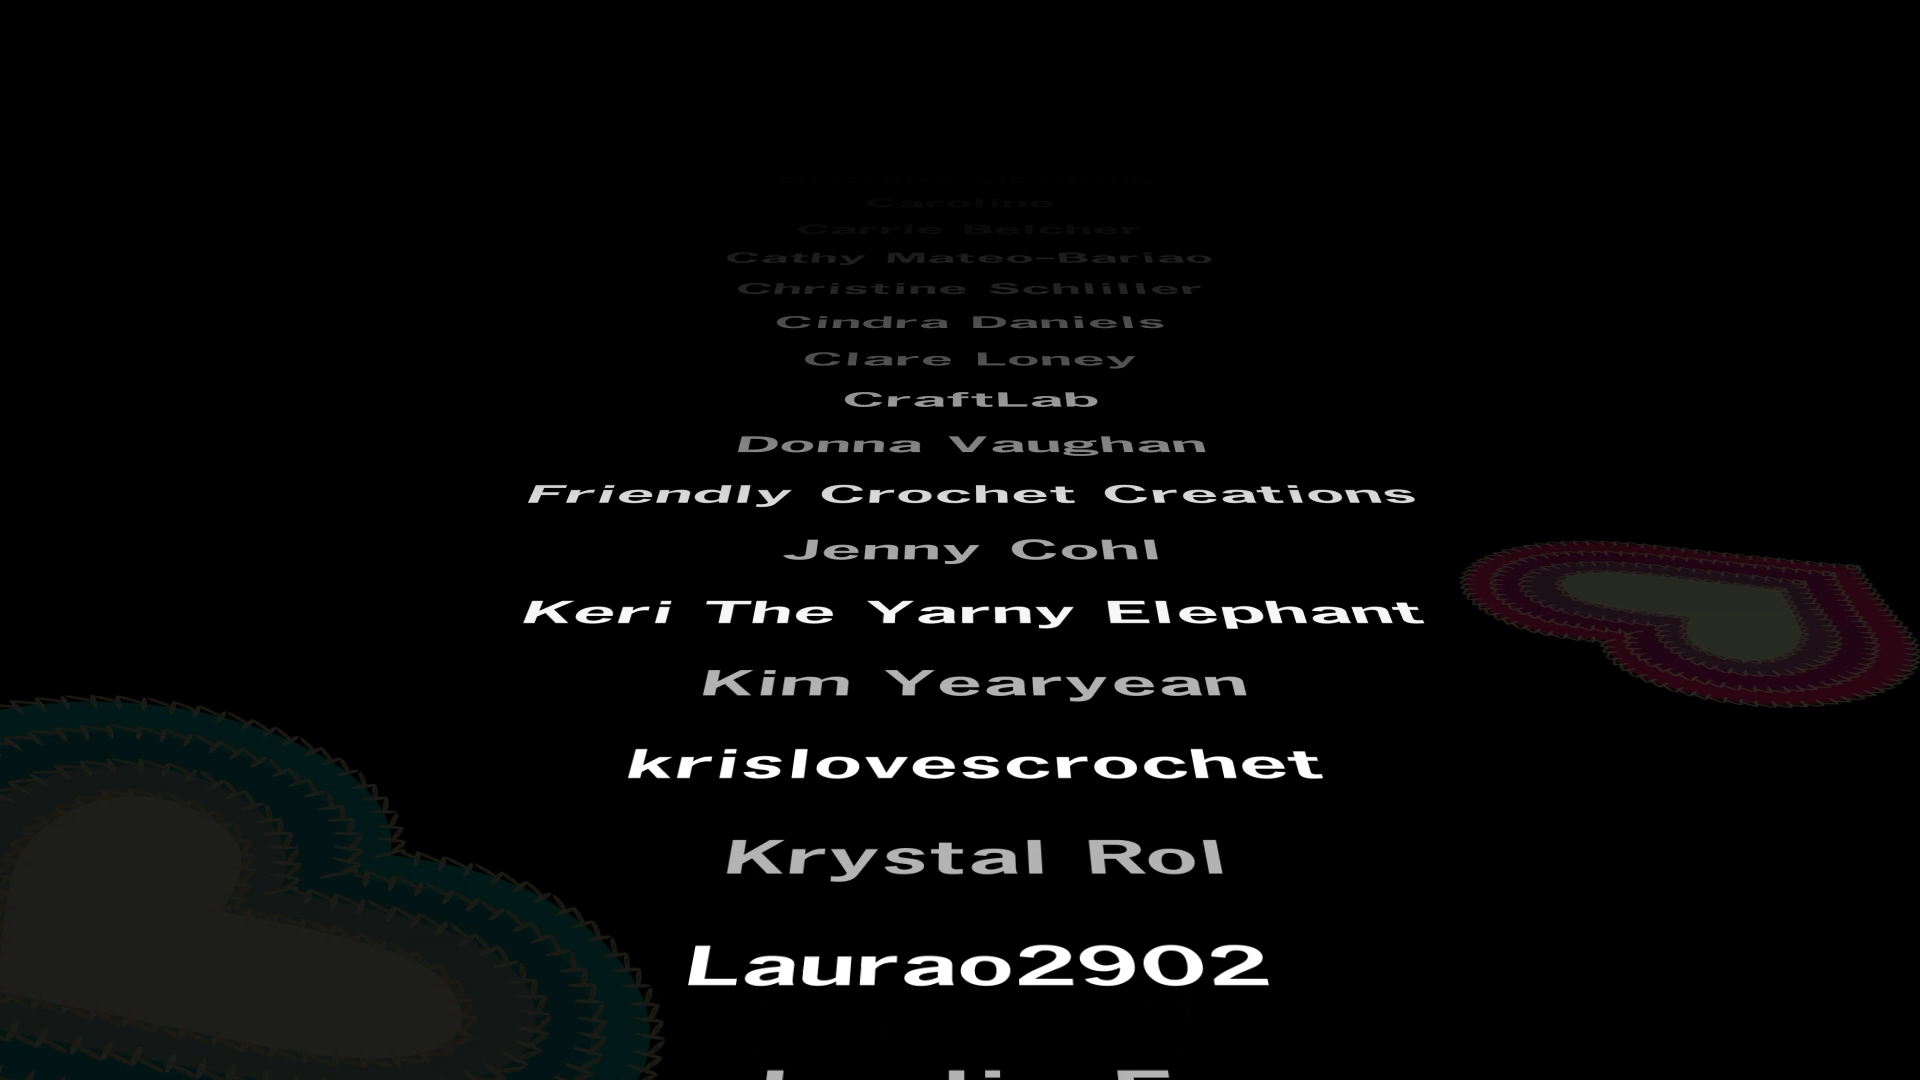 Caroline
Carrie Belcher
Cathy Mateo-Bariao
Christine Schliller
Cindra Daniels
Clare Loney
CraftLab
Donna Vaughan
Friendly Crochet Creations
Jenny Cohl
Keri The Yarny Elephant
Kim Yearyean
krislovescrochet
Krystal Rol
Laurao2902